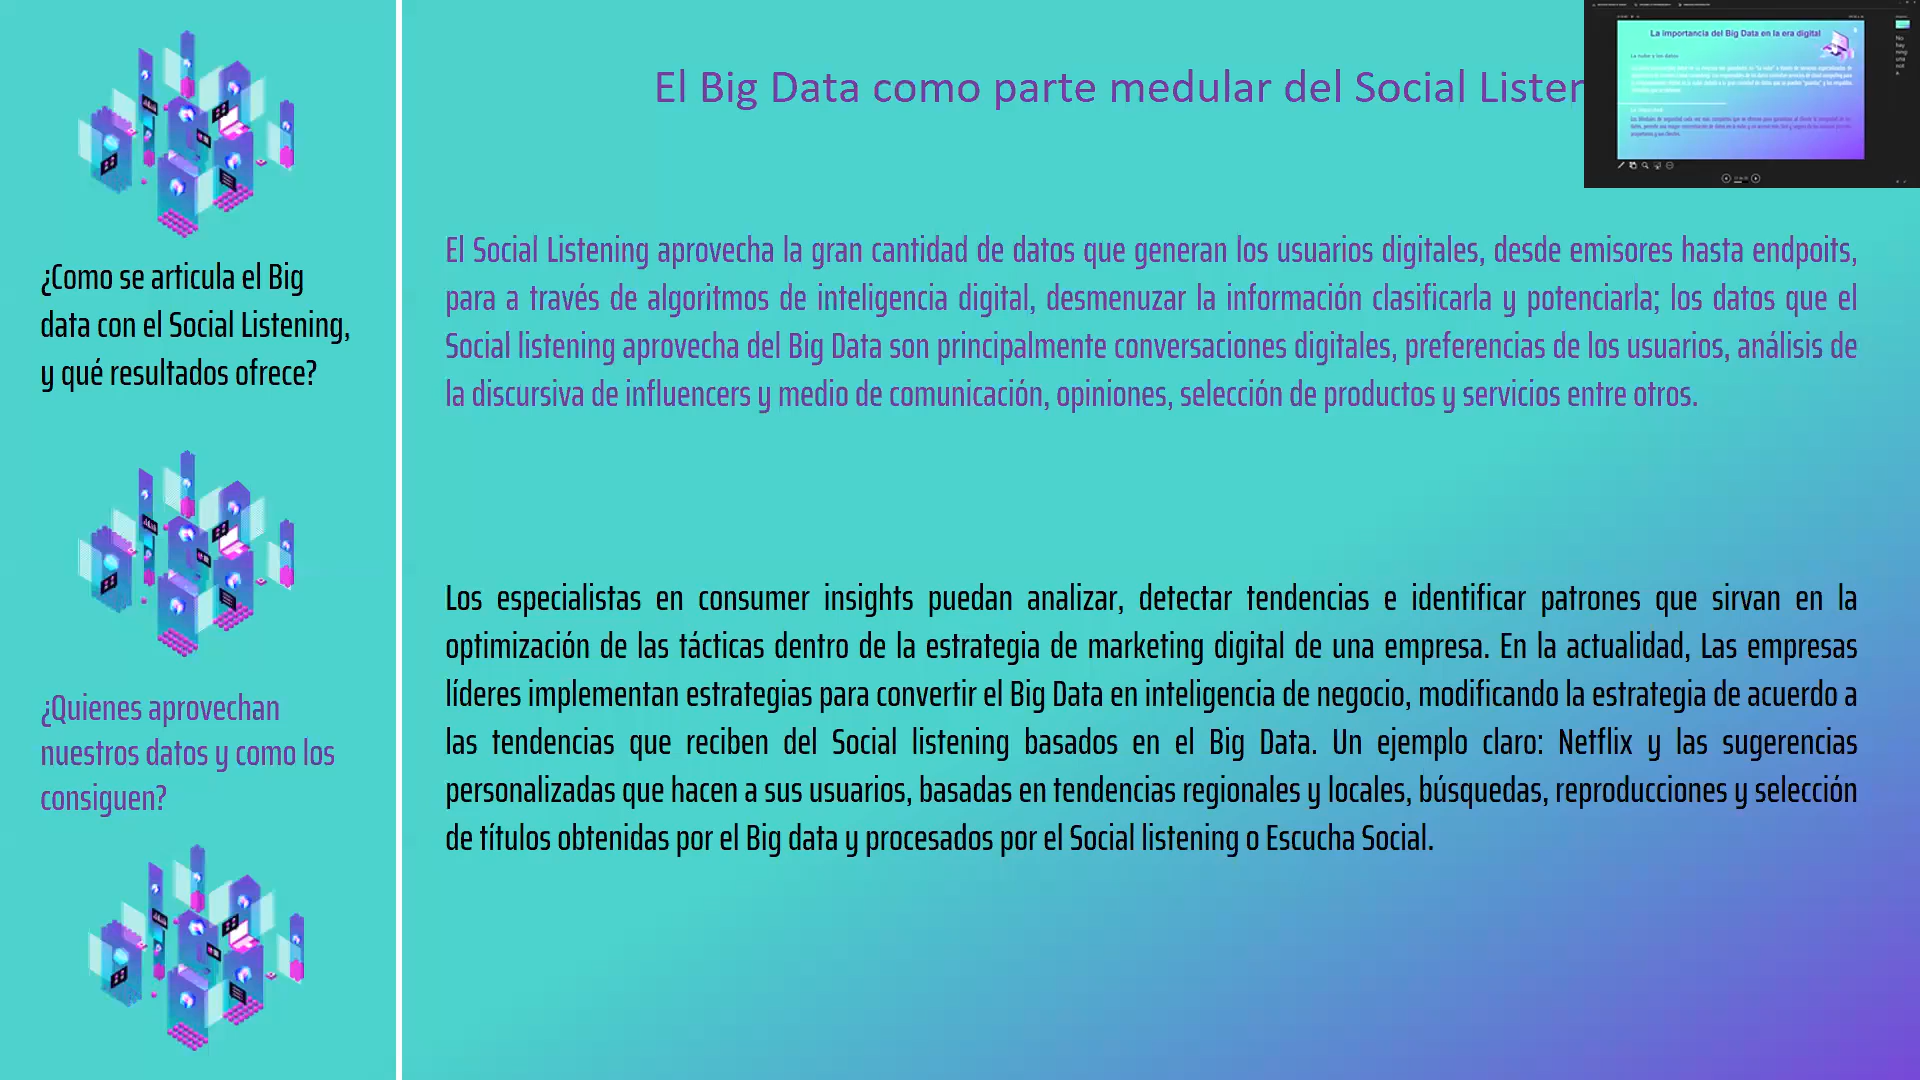 El Big Data como parte medular del Social Listen
¿Como se articula el Big
data con el Social Listening,
y qué resultados ofrece?
¿Quienes aprovechan
nuestros datos y como los
consiguen?
El Social Listening aprovecha la gran cantidad de datos que generan los usuarios digitales, desde emisores hasta endpoits,
para a través de algoritmos de inteligencia digital, desmenuzar la información clasificarla y potenciarla; los datos que el
Social listening aprovecha del Big Data son principalmente conversaciones digitales, preferencias de los usuarios, análisis de
la discursiva de influencers y medio de comunicación, opiniones, selección de productos y servicios entre otros.
Los especialistas en consumer insights puedan analizar, detectar tendencias e identificar patrones que sirvan en la
optimización de las tácticas dentro de la estrategia de marketing digital de una empresa. En la actualidad, Las empresas
líderes implementan estrategias para convertir el Big Data en inteligencia de negocio, modificando la estrategia de acuerdo a
las tendencias que reciben del Social listening basados en el Big Data. Un ejemplo claro: Netflix y las sugerencias
personalizadas que hacen a sus usuarios, basadas en tendencias regionales y locales, búsquedas, reproducciones y selección
de títulos obtenidas por el Big data y procesados por el Social listening o Escucha Social.
La importancia del Big Data en la era digital
La nube y los datos